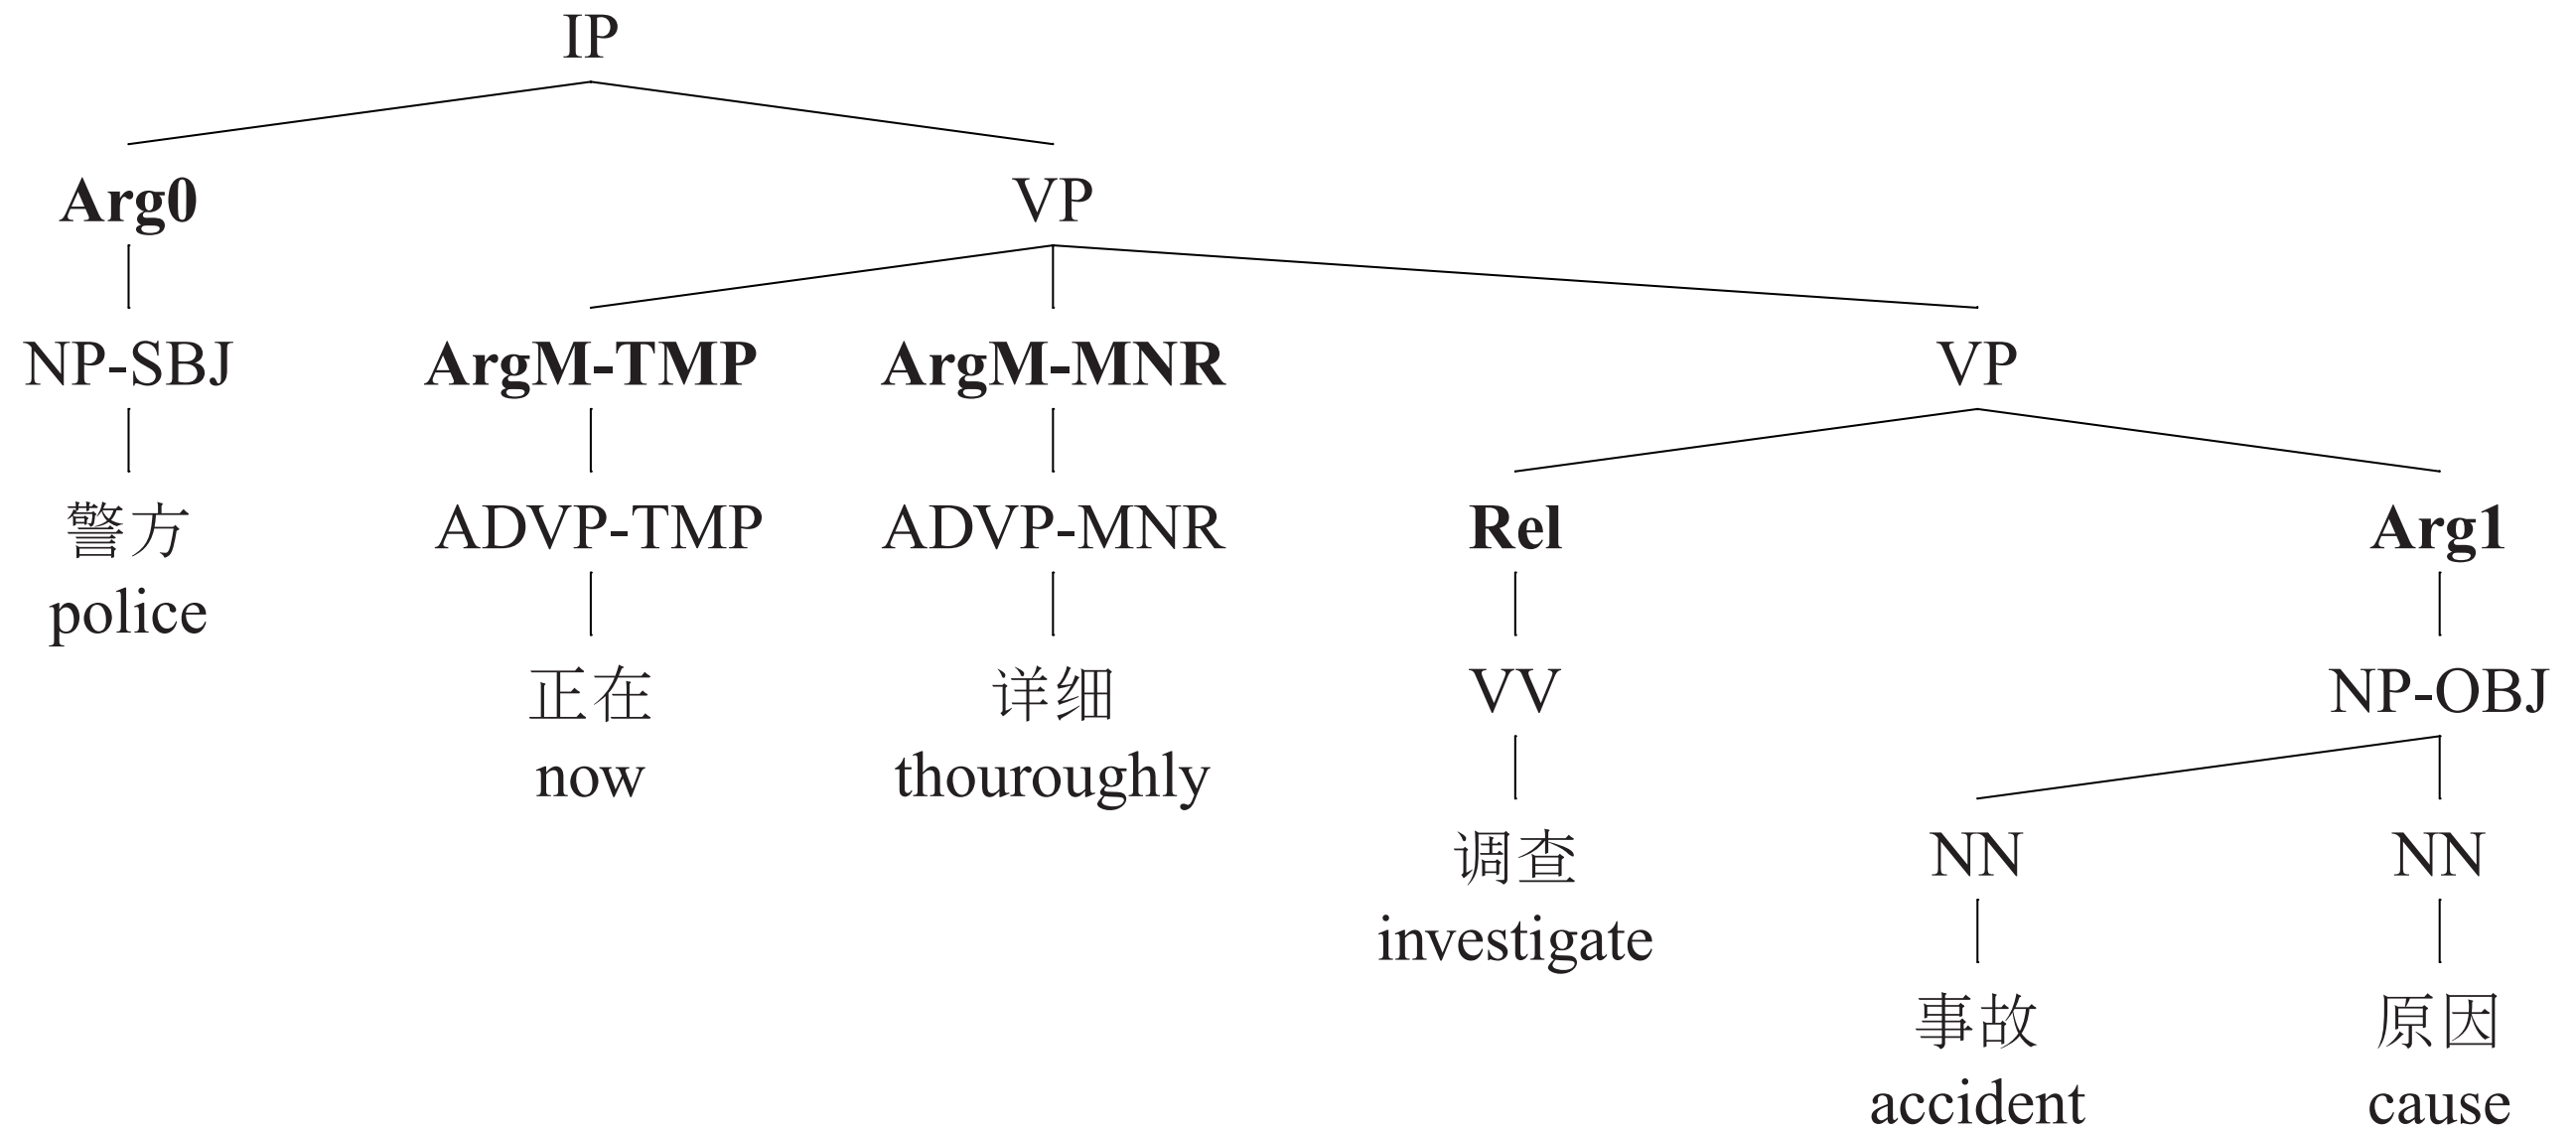 IP
Arg0 VP
NP-SBJ ArgM-TMP ArgM-MNR VP
警方 ADVP-TMP ADVP-MNR Rel Arg1
police
正在 详细 VV NP-OBJ
now thouroughly
调查 NN NN
investigate
事故 原因
accident cause